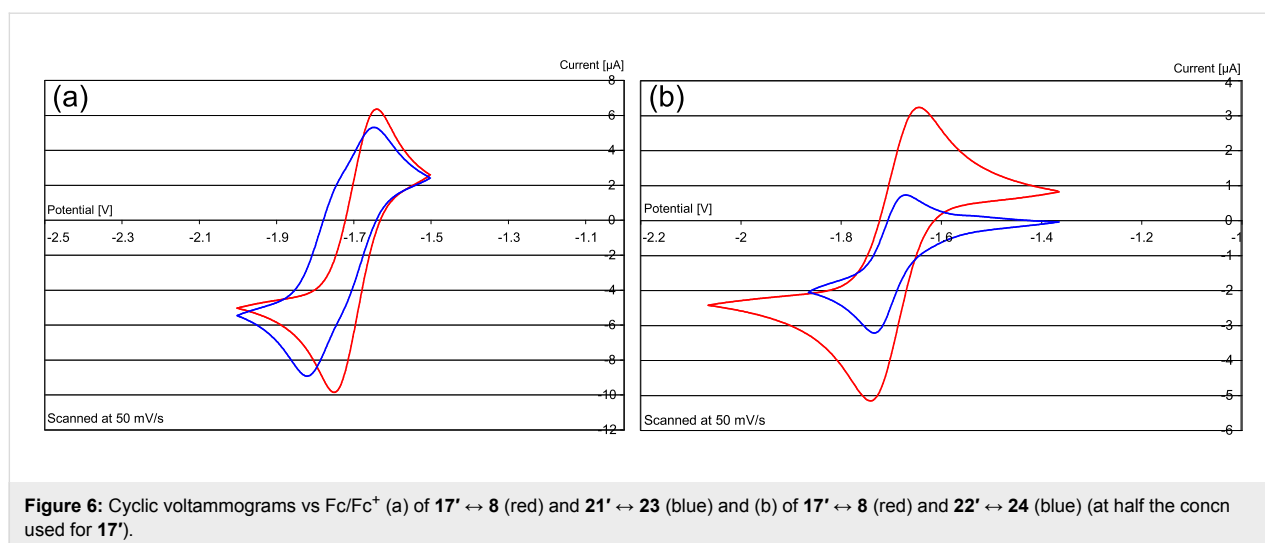 (a)
Current [µA]
8
6
4
2
Potential [V]
0
-2.5 -2.3 -2.1 -1.9 -1.7 -1.5 -1.3 -1.1
-2
-4
-6
-8
-10
Scanned at 50 mV/s
-12
(b)
Current [µA]
4
3
2
1
Potential [V]
0
-2.2 -2 -1.8 -1.6 -1.4 -1.2 -1
-1
-2
-3
-4
-5
Scanned at 50 mV/s
-6
Figure 6: Cyclic voltammograms vs Fc/Fc⁺ (a) of 17′ ↔ 8 (red) and 21′ ↔ 23 (blue) and (b) of 17′ ↔ 8 (red) and 22′ ↔ 24 (blue) (at half the concn
used for 17′).